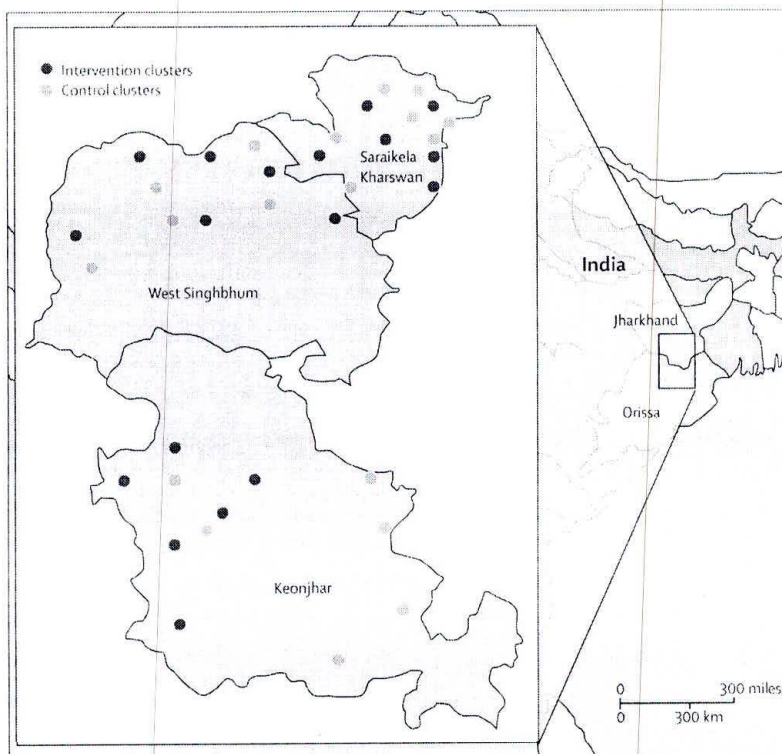 Intervention clusters
Control clusters
Saraikela
Kharswan
West Singhbhum
India
Jharkhand
Orissa
Keonjhar
0 300 miles
0 300 km